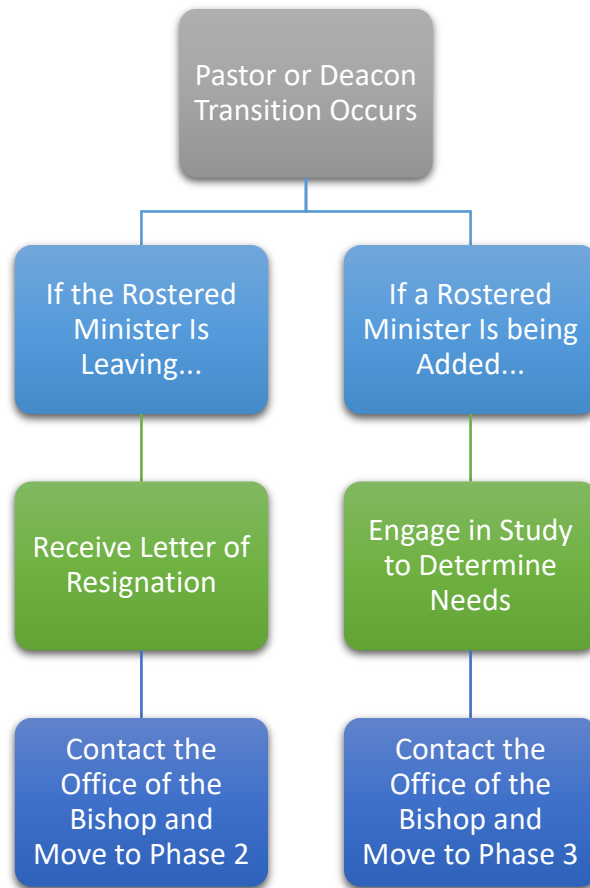 Pastor or Deacon
Transition Occurs
If the Rostered
Minister Is
Leaving...
If a Rostered
Minister Is being
Added...
Receive Letter of
Resignation
Engage in Study
to Determine
Needs
Contact the
Office of the
Bishop and
Move to Phase 2
Contact the
Office of the
Bishop and
Move to Phase 3